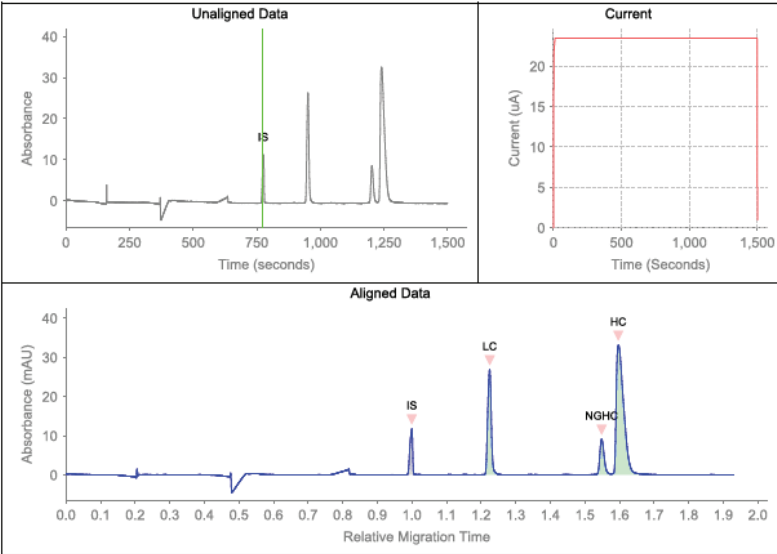 Unaligned Data
40
30
20
10
0
Absorbance
IS
0 250 500 750 1,000 1,250 1,500
Time (seconds)
Current
20
15
10
5
0
Current (uA)
0 500 1,000 1,500
Time (Seconds)
Aligned Data
40
30
20
10
0
Absorbance (mAU)
IS
LC
NGHC
HC
0.0 0.1 0.2 0.3 0.4 0.5 0.6 0.7 0.8 0.9 1.0 1.1 1.2 1.3 1.4 1.5 1.6 1.7 1.8 1.9 2.0
Relative Migration Time